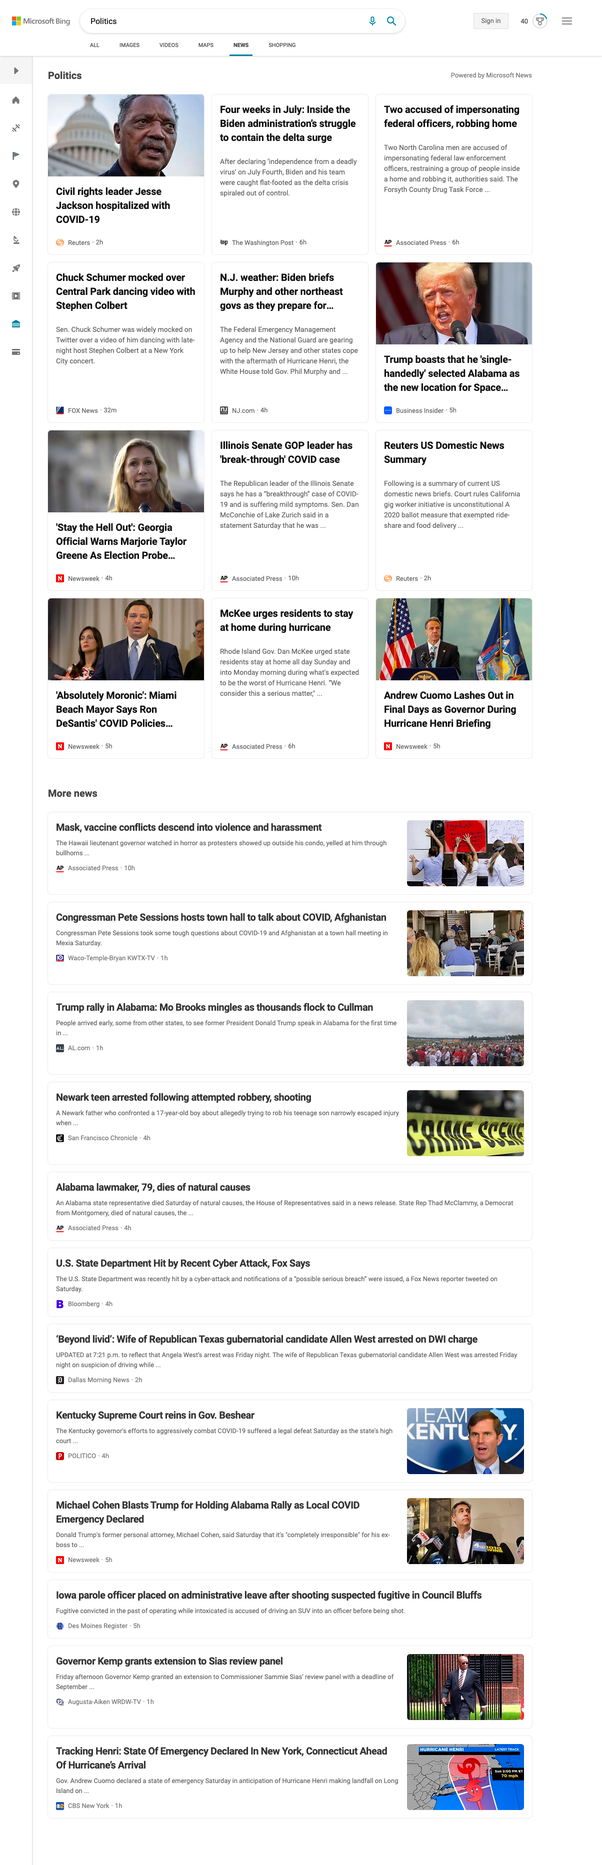 Microsoft Bing
Politics
Sign in
40
ALL
IMAGES
VIDEOS
MAPS
NEWS
SHOPPING
Politics
Powered by Microsoft News
Civil rights leader Jesse
Jackson hospitalized with
COVID-19
Reuters · 2h
Four weeks in July: Inside the
Biden administration's struggle
to contain the delta surge
After declaring 'independence from a deadly
virus' on July Fourth, Biden and his team
were caught flat-footed as the delta crisis
spiraled out of control.
wp
The Washington Post · 6h
Two accused of impersonating
federal officers, robbing home
Two North Carolina men are accused of
impersonating federal law enforcement
officers, restraining a group of people inside
a home and robbing it, authorities said. The
Forsyth County Drug Task Force ...
AP
Associated Press · 6h
Chuck Schumer mocked over
Central Park dancing video with
Stephen Colbert
Sen. Chuck Schumer was widely mocked on
Twitter over a video of him dancing with late-
night host Stephen Colbert at a New York
City concert.
FOX News · 32m
N.J. weather: Biden briefs
Murphy and other northeast
govs as they prepare for...
The Federal Emergency Management
Agency and the National Guard are gearing
up to help New Jersey and other states cope
with the aftermath of Hurricane Henri, the
White House told Gov. Phil Murphy and ...
NJ.com · 4h
Trump boasts that he 'single-
handedly' selected Alabama as
the new location for Space...
Business Insider · 5h
'Stay the Hell Out': Georgia
Official Warns Marjorie Taylor
Greene As Election Probe...
N
Newsweek · 4h
Illinois Senate GOP leader has
'break-through' COVID case
The Republican leader of the Illinois Senate
says he has a "breakthrough" case of COVID-
19 and is suffering mild symptoms. Sen. Dan
McConchie of Lake Zurich said in a
statement Saturday that he was ...
AP
Associated Press · 10h
Reuters US Domestic News
Summary
Following is a summary of current US
domestic news briefs. Court rules California
gig worker initiative is unconstitutional A
2020 ballot measure that exempted ride-
share and food delivery ...
Reuters · 2h
'Absolutely Moronic': Miami
Beach Mayor Says Ron
DeSantis' COVID Policies...
N
Newsweek · 5h
McKee urges residents to stay
at home during hurricane
Rhode Island Gov. Dan McKee urged state
residents stay at home all day Sunday and
into Monday morning during what's expected
to be the worst of Hurricane Henri. "We
consider this a serious matter," ...
AP
Associated Press · 6h
Andrew Cuomo Lashes Out in
Final Days as Governor During
Hurricane Henri Briefing
N
Newsweek · 5h
More news
Mask, vaccine conflicts descend into violence and harassment
The Hawaii lieutenant governor watched in horror as protesters showed up outside his condo, yelled at him through
bullhorns ...
AP
Associated Press · 10h
Congressman Pete Sessions hosts town hall to talk about COVID, Afghanistan
Congressman Pete Sessions took some tough questions about COVID-19 and Afghanistan at a town hall meeting in
Mexia Saturday.
Waco-Temple-Bryan KWTX-TV · 1h
Trump rally in Alabama: Mo Brooks mingles as thousands flock to Cullman
People arrived early, some from other states, to see former President Donald Trump speak in Alabama for the first time
in ...
AL.com · 1h
Newark teen arrested following attempted robbery, shooting
A Newark father who confronted a 17-year-old boy about allegedly trying to rob his teenage son narrowly escaped injury
when ...
San Francisco Chronicle · 4h
CRIME SCENE
Alabama lawmaker, 79, dies of natural causes
An Alabama state representative died Saturday of natural causes, the House of Representatives said in a news release. State Rep Thad McClammy, a Democrat
from Montgomery, died of natural causes, the ...
AP
Associated Press · 4h
U.S. State Department Hit by Recent Cyber Attack, Fox Says
The U.S. State Department was recently hit by a cyber-attack and notifications of a "possible serious breach" were issued, a Fox News reporter tweeted on
Saturday.
B
Bloomberg · 4h
'Beyond livid': Wife of Republican Texas gubernatorial candidate Allen West arrested on DWI charge
UPDATED at 7:21 p.m. to reflect that Angela West's arrest was Friday night. The wife of Republican Texas gubernatorial candidate Allen West was arrested Friday
night on suspicion of driving while ...
D
Dallas Morning News · 2h
Kentucky Supreme Court reins in Gov. Beshear
The Kentucky governor's efforts to aggressively combat COVID-19 suffered a legal defeat Saturday as the state's high
court ...
P
POLITICO · 4h
TEAM
KENTUCKY
Michael Cohen Blasts Trump for Holding Alabama Rally as Local COVID
Emergency Declared
Donald Trump's former personal attorney, Michael Cohen, said Saturday that it's "completely irresponsible" for his ex-
boss to ...
N
Newsweek · 5h
Iowa parole officer placed on administrative leave after shooting suspected fugitive in Council Bluffs
Fugitive convicted in the past of operating while intoxicated is accused of driving an SUV into an officer before being shot.
Des Moines Register · 5h
Governor Kemp grants extension to Sias review panel
Friday afternoon Governor Kemp granted an extension to Commissioner Sammie Sias' review panel with a deadline of
September ...
Augusta-Aiken WRDW-TV · 1h
Tracking Henri: State Of Emergency Declared In New York, Connecticut Ahead
Of Hurricane's Arrival
Gov. Andrew Cuomo declared a state of emergency Saturday in anticipation of Hurricane Henri making landfall on Long
Island on ...
CBS New York · 1h
HURRICANE HENRI
LATEST TRACK
70 mph